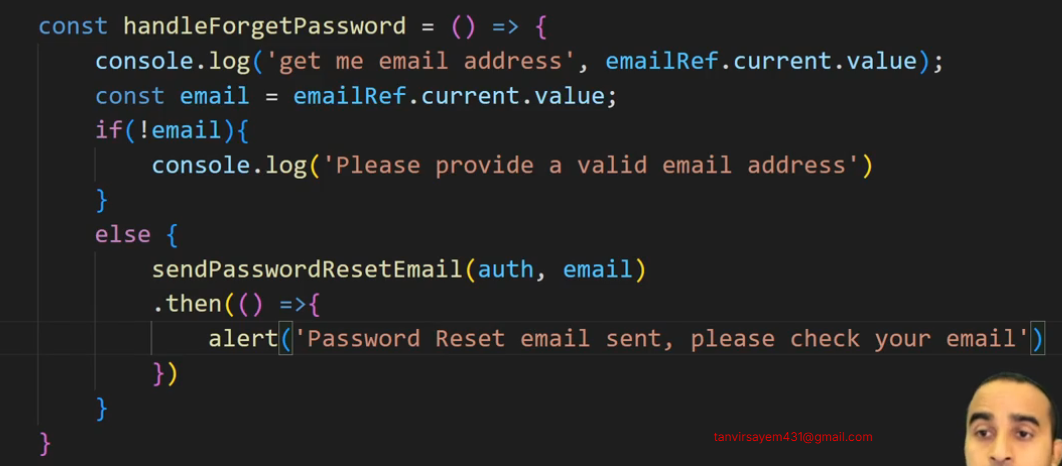 const handleForgetPassword = () => {
console.log('get me email address', emailRef.current.value);
const email = emailRef.current.value;
if(!email){
console.log('Please provide a valid email address')
}
else {
sendPasswordResetEmail(auth, email)
.then(() =>{
alert('Password Reset email sent, please check your email')
})
}
tanvirsayem431@gmail.com
}